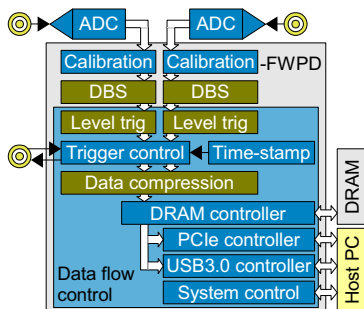 ADC ADC
Calibration Calibration -FWPD
DBS DBS
Level trig Level trig
Trigger control Time-stamp
Data compression
DRAM controller
PCIe controller
USB3.0 controller
System control
Data flow
control
DRAM
Host PC